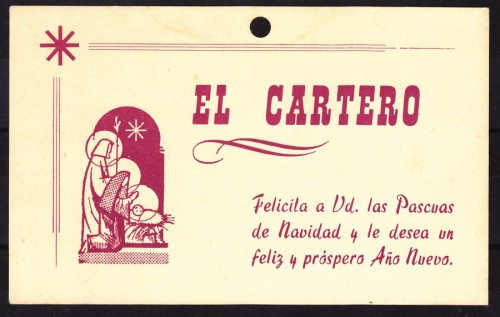 EL CARTERO
Felicita a Vd. las Pascuas
de Navidad y le desea un
feliz y próspero Año Nuevo.